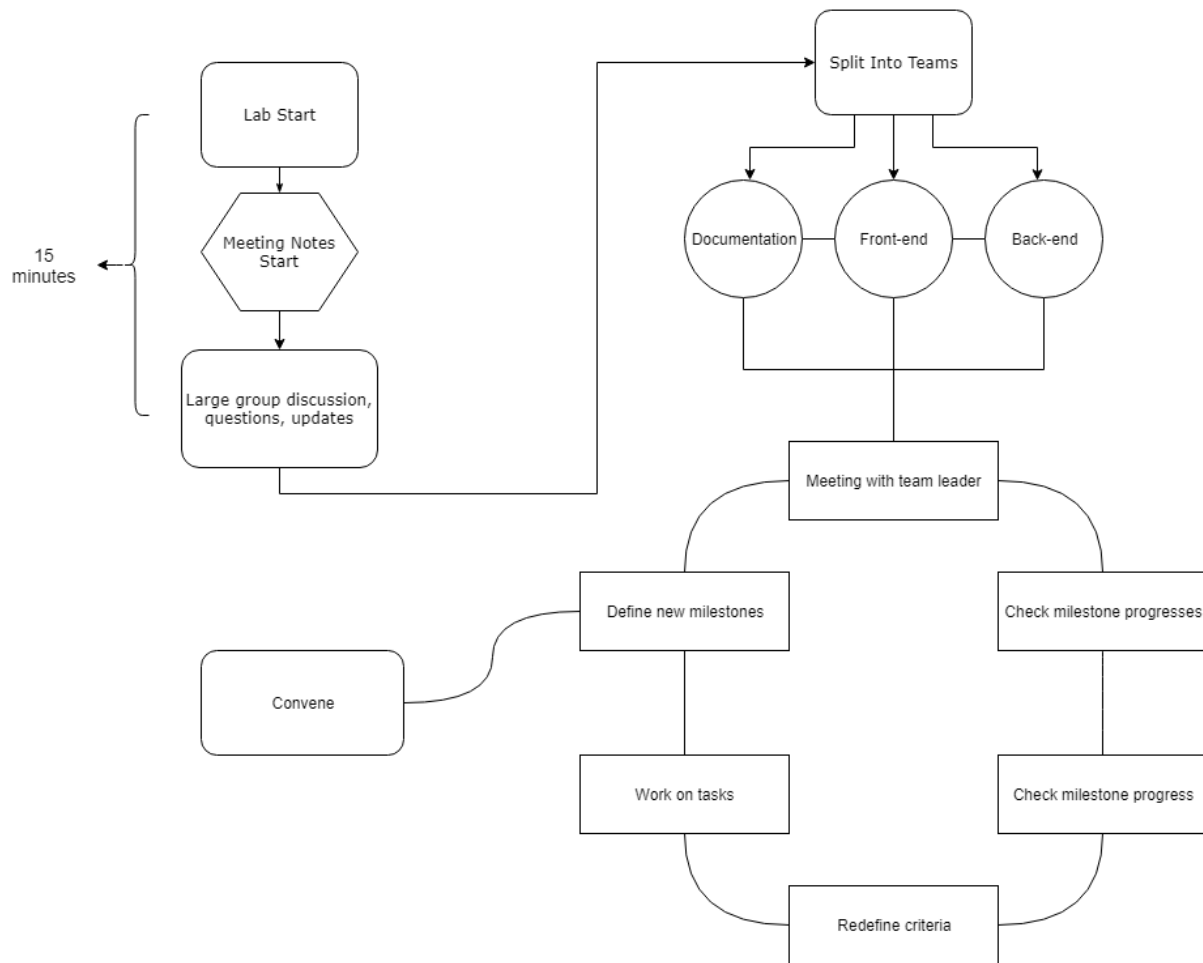 Lab Start
Meeting Notes
Start
15
minutes
Large group discussion,
questions, updates
Split Into Teams
Documentation
Front-end
Back-end
Meeting with team leader
Define new milestones
Check milestone progresses
Convene
Work on tasks
Check milestone progress
Redefine criteria